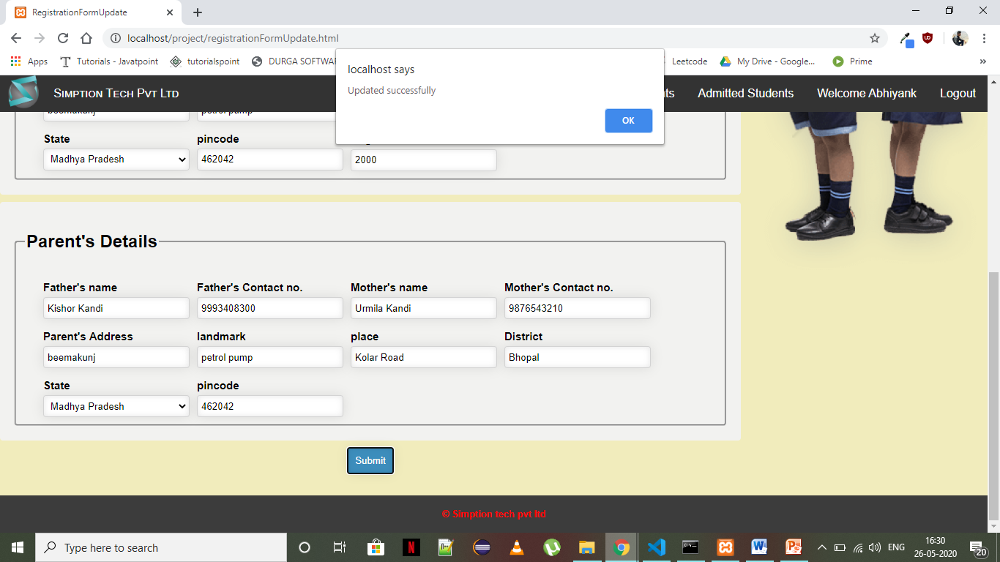 RegistrationFormUpdate
localhost/project/registrationFormUpdate.html
Apps Tutorials - Javatpoint tutorialspoint DURGA SOFTWA Leetcode My Drive - Google... Prime »
localhost says
Updated successfully
OK
Simption Tech Pvt Ltd
nts Admitted Students Welcome Abhiyank Logout
beemakunj petrol pump
State pincode
Madhya Pradesh 462042 2000
Parent's Details
Father's name Father's Contact no. Mother's name Mother's Contact no.
Kishor Kandi 9993408300 Urmila Kandi 9876543210
Parent's Address landmark place District
beemakunj petrol pump Kolar Road Bhopal
State pincode
Madhya Pradesh 462042
Submit
© Simption tech pvt ltd
Type here to search
ENG
16:30
26-05-2020
20